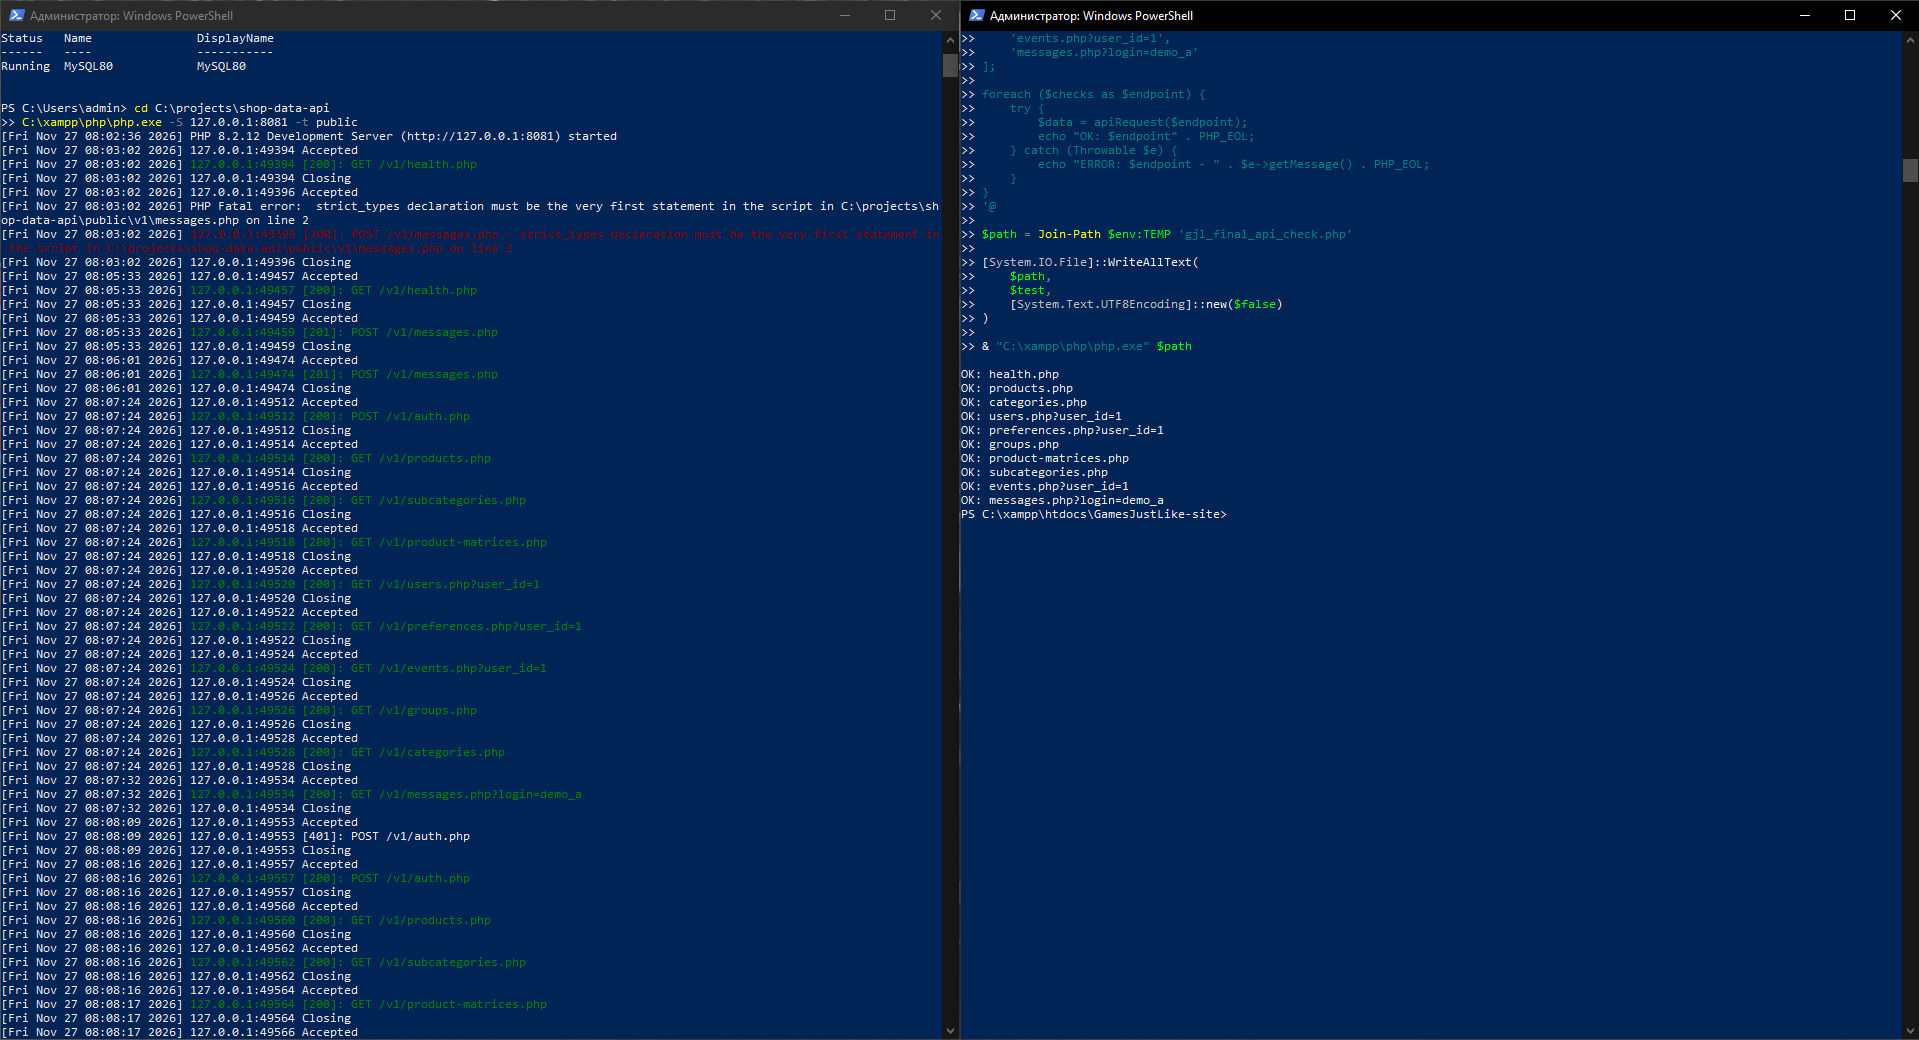 Администратор: Windows PowerShell
Status   Name               DisplayName
------   ----               -----------
Running  MySQL80            MySQL80
PS C:\Users\admin> cd C:\projects\shop-data-api
>> C:\xampp\php\php.exe -S 127.0.0.1:8081 -t public
[Fri Nov 27 08:02:36 2026] PHP 8.2.12 Development Server (http://127.0.0.1:8081) started
[Fri Nov 27 08:03:02 2026] 127.0.0.1:49394 Accepted
[Fri Nov 27 08:03:02 2026] 127.0.0.1:49394 [200]: GET /v1/health.php
[Fri Nov 27 08:03:02 2026] 127.0.0.1:49394 Closing
[Fri Nov 27 08:03:02 2026] 127.0.0.1:49396 Accepted
[Fri Nov 27 08:03:02 2026] PHP Fatal error:  strict_types declaration must be the very first statement in the script in C:\projects\sh
op-data-api\public\v1\messages.php on line 2
[Fri Nov 27 08:03:02 2026] 127.0.0.1:49396 [200]: POST /v1/messages.php - strict_types declaration must be the very first statement in
 the script in C:\projects\shop-data-api\public\v1\messages.php on line 2
[Fri Nov 27 08:03:02 2026] 127.0.0.1:49396 Closing
[Fri Nov 27 08:05:33 2026] 127.0.0.1:49457 Accepted
[Fri Nov 27 08:05:33 2026] 127.0.0.1:49457 [200]: GET /v1/health.php
[Fri Nov 27 08:05:33 2026] 127.0.0.1:49457 Closing
[Fri Nov 27 08:05:33 2026] 127.0.0.1:49459 Accepted
[Fri Nov 27 08:05:33 2026] 127.0.0.1:49459 [201]: POST /v1/messages.php
[Fri Nov 27 08:05:33 2026] 127.0.0.1:49459 Closing
[Fri Nov 27 08:06:01 2026] 127.0.0.1:49474 Accepted
[Fri Nov 27 08:06:01 2026] 127.0.0.1:49474 [201]: POST /v1/messages.php
[Fri Nov 27 08:06:01 2026] 127.0.0.1:49474 Closing
[Fri Nov 27 08:07:24 2026] 127.0.0.1:49512 Accepted
[Fri Nov 27 08:07:24 2026] 127.0.0.1:49512 [200]: POST /v1/auth.php
[Fri Nov 27 08:07:24 2026] 127.0.0.1:49512 Closing
[Fri Nov 27 08:07:24 2026] 127.0.0.1:49514 Accepted
[Fri Nov 27 08:07:24 2026] 127.0.0.1:49514 [200]: GET /v1/products.php
[Fri Nov 27 08:07:24 2026] 127.0.0.1:49514 Closing
[Fri Nov 27 08:07:24 2026] 127.0.0.1:49516 Accepted
[Fri Nov 27 08:07:24 2026] 127.0.0.1:49516 [200]: GET /v1/subcategories.php
[Fri Nov 27 08:07:24 2026] 127.0.0.1:49516 Closing
[Fri Nov 27 08:07:24 2026] 127.0.0.1:49518 Accepted
[Fri Nov 27 08:07:24 2026] 127.0.0.1:49518 [200]: GET /v1/product-matrices.php
[Fri Nov 27 08:07:24 2026] 127.0.0.1:49518 Closing
[Fri Nov 27 08:07:24 2026] 127.0.0.1:49520 Accepted
[Fri Nov 27 08:07:24 2026] 127.0.0.1:49520 [200]: GET /v1/users.php?user_id=1
[Fri Nov 27 08:07:24 2026] 127.0.0.1:49520 Closing
[Fri Nov 27 08:07:24 2026] 127.0.0.1:49522 Accepted
[Fri Nov 27 08:07:24 2026] 127.0.0.1:49522 [200]: GET /v1/preferences.php?user_id=1
[Fri Nov 27 08:07:24 2026] 127.0.0.1:49522 Closing
[Fri Nov 27 08:07:24 2026] 127.0.0.1:49524 Accepted
[Fri Nov 27 08:07:24 2026] 127.0.0.1:49524 [200]: GET /v1/events.php?user_id=1
[Fri Nov 27 08:07:24 2026] 127.0.0.1:49524 Closing
[Fri Nov 27 08:07:24 2026] 127.0.0.1:49526 Accepted
[Fri Nov 27 08:07:24 2026] 127.0.0.1:49526 [200]: GET /v1/groups.php
[Fri Nov 27 08:07:24 2026] 127.0.0.1:49526 Closing
[Fri Nov 27 08:07:24 2026] 127.0.0.1:49528 Accepted
[Fri Nov 27 08:07:24 2026] 127.0.0.1:49528 [200]: GET /v1/categories.php
[Fri Nov 27 08:07:24 2026] 127.0.0.1:49528 Closing
[Fri Nov 27 08:07:32 2026] 127.0.0.1:49534 Accepted
[Fri Nov 27 08:07:32 2026] 127.0.0.1:49534 [200]: GET /v1/messages.php?login=demo_a
[Fri Nov 27 08:07:32 2026] 127.0.0.1:49534 Closing
[Fri Nov 27 08:08:09 2026] 127.0.0.1:49553 Accepted
[Fri Nov 27 08:08:09 2026] 127.0.0.1:49553 [401]: POST /v1/auth.php
[Fri Nov 27 08:08:09 2026] 127.0.0.1:49553 Closing
[Fri Nov 27 08:08:16 2026] 127.0.0.1:49557 Accepted
[Fri Nov 27 08:08:16 2026] 127.0.0.1:49557 [200]: POST /v1/auth.php
[Fri Nov 27 08:08:16 2026] 127.0.0.1:49557 Closing
[Fri Nov 27 08:08:16 2026] 127.0.0.1:49560 Accepted
[Fri Nov 27 08:08:16 2026] 127.0.0.1:49560 [200]: GET /v1/products.php
[Fri Nov 27 08:08:16 2026] 127.0.0.1:49560 Closing
[Fri Nov 27 08:08:16 2026] 127.0.0.1:49562 Accepted
[Fri Nov 27 08:08:16 2026] 127.0.0.1:49562 [200]: GET /v1/subcategories.php
[Fri Nov 27 08:08:16 2026] 127.0.0.1:49562 Closing
[Fri Nov 27 08:08:16 2026] 127.0.0.1:49564 Accepted
[Fri Nov 27 08:08:17 2026] 127.0.0.1:49564 [200]: GET /v1/product-matrices.php
[Fri Nov 27 08:08:17 2026] 127.0.0.1:49564 Closing
[Fri Nov 27 08:08:17 2026] 127.0.0.1:49566 Accepted
Администратор: Windows PowerShell
>>     'events.php?user_id=1',
>>     'messages.php?login=demo_a'
>> ];
>>
>> foreach ($checks as $endpoint) {
>>     try {
>>         $data = apiRequest($endpoint);
>>         echo "OK: $endpoint" . PHP_EOL;
>>     } catch (Throwable $e) {
>>         echo "ERROR: $endpoint - " . $e->getMessage() . PHP_EOL;
>>     }
>> }
>> '@
>>
>> $path = Join-Path $env:TEMP 'gjl_final_api_check.php'
>>
>> [System.IO.File]::WriteAllText(
>>     $path,
>>     $test,
>>     [System.Text.UTF8Encoding]::new($false)
>> )
>>
>> & "C:\xampp\php\php.exe" $path
OK: health.php
OK: products.php
OK: categories.php
OK: users.php?user_id=1
OK: preferences.php?user_id=1
OK: groups.php
OK: product-matrices.php
OK: subcategories.php
OK: events.php?user_id=1
OK: messages.php?login=demo_a
PS C:\xampp\htdocs\GamesJustLike-site>